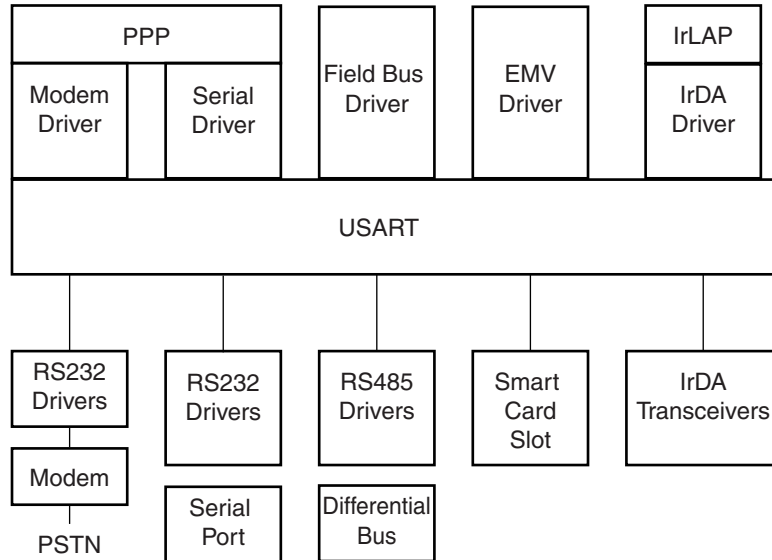 PPP
IrLAP
Modem
Driver
Serial
Driver
Field Bus
Driver
EMV
Driver
IrDA
Driver
USART
RS232
Drivers
RS232
Drivers
RS485
Drivers
Smart
Card
Slot
IrDA
Transceivers
Modem
Serial
Port
Differential
Bus
PSTN